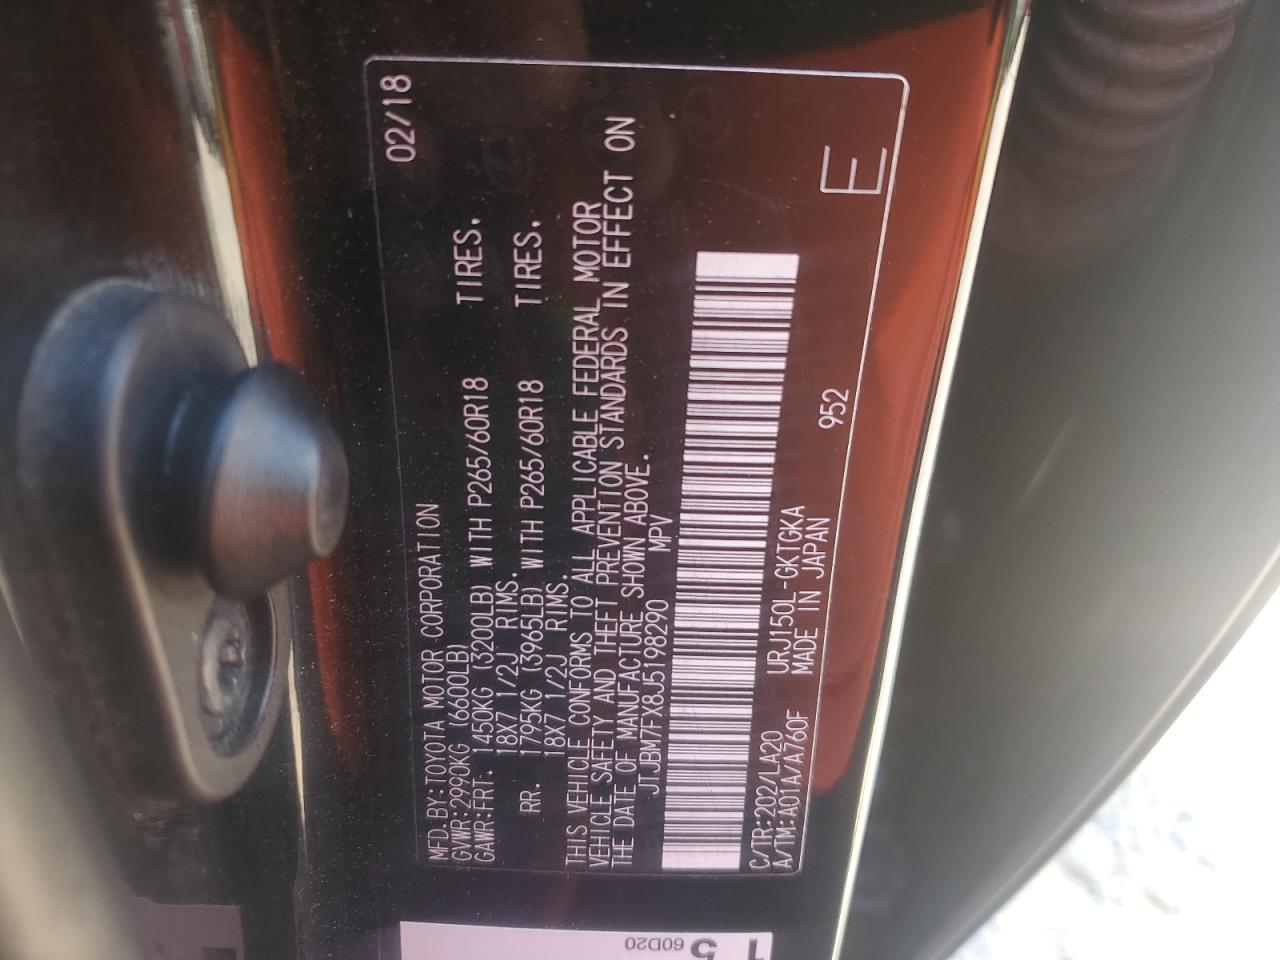 MFD.BY:TOYOTA MOTOR CORPORATION 02/18
GVWR:2990KG (6600LB)
GAWR:FRT. 1450KG (3200LB) WITH P265/60R18 TIRES.
18X7 1/2J RIMS.
RR. 1795KG (3965LB) WITH P265/60R18 TIRES.
18X7 1/2J RIMS.
THIS VEHICLE CONFORMS TO ALL APPLICABLE FEDERAL MOTOR
VEHICLE SAFETY AND THEFT PREVENTION STANDARDS IN EFFECT ON
THE DATE OF MANUFACTURE SHOWN ABOVE.
JTJBM7FX8J5198290 MPV
C/TR:202/LA20 URJ150L-GKTGKA 952
A/TM:A01A/A760F MADE IN JAPAN
E
15
60D20